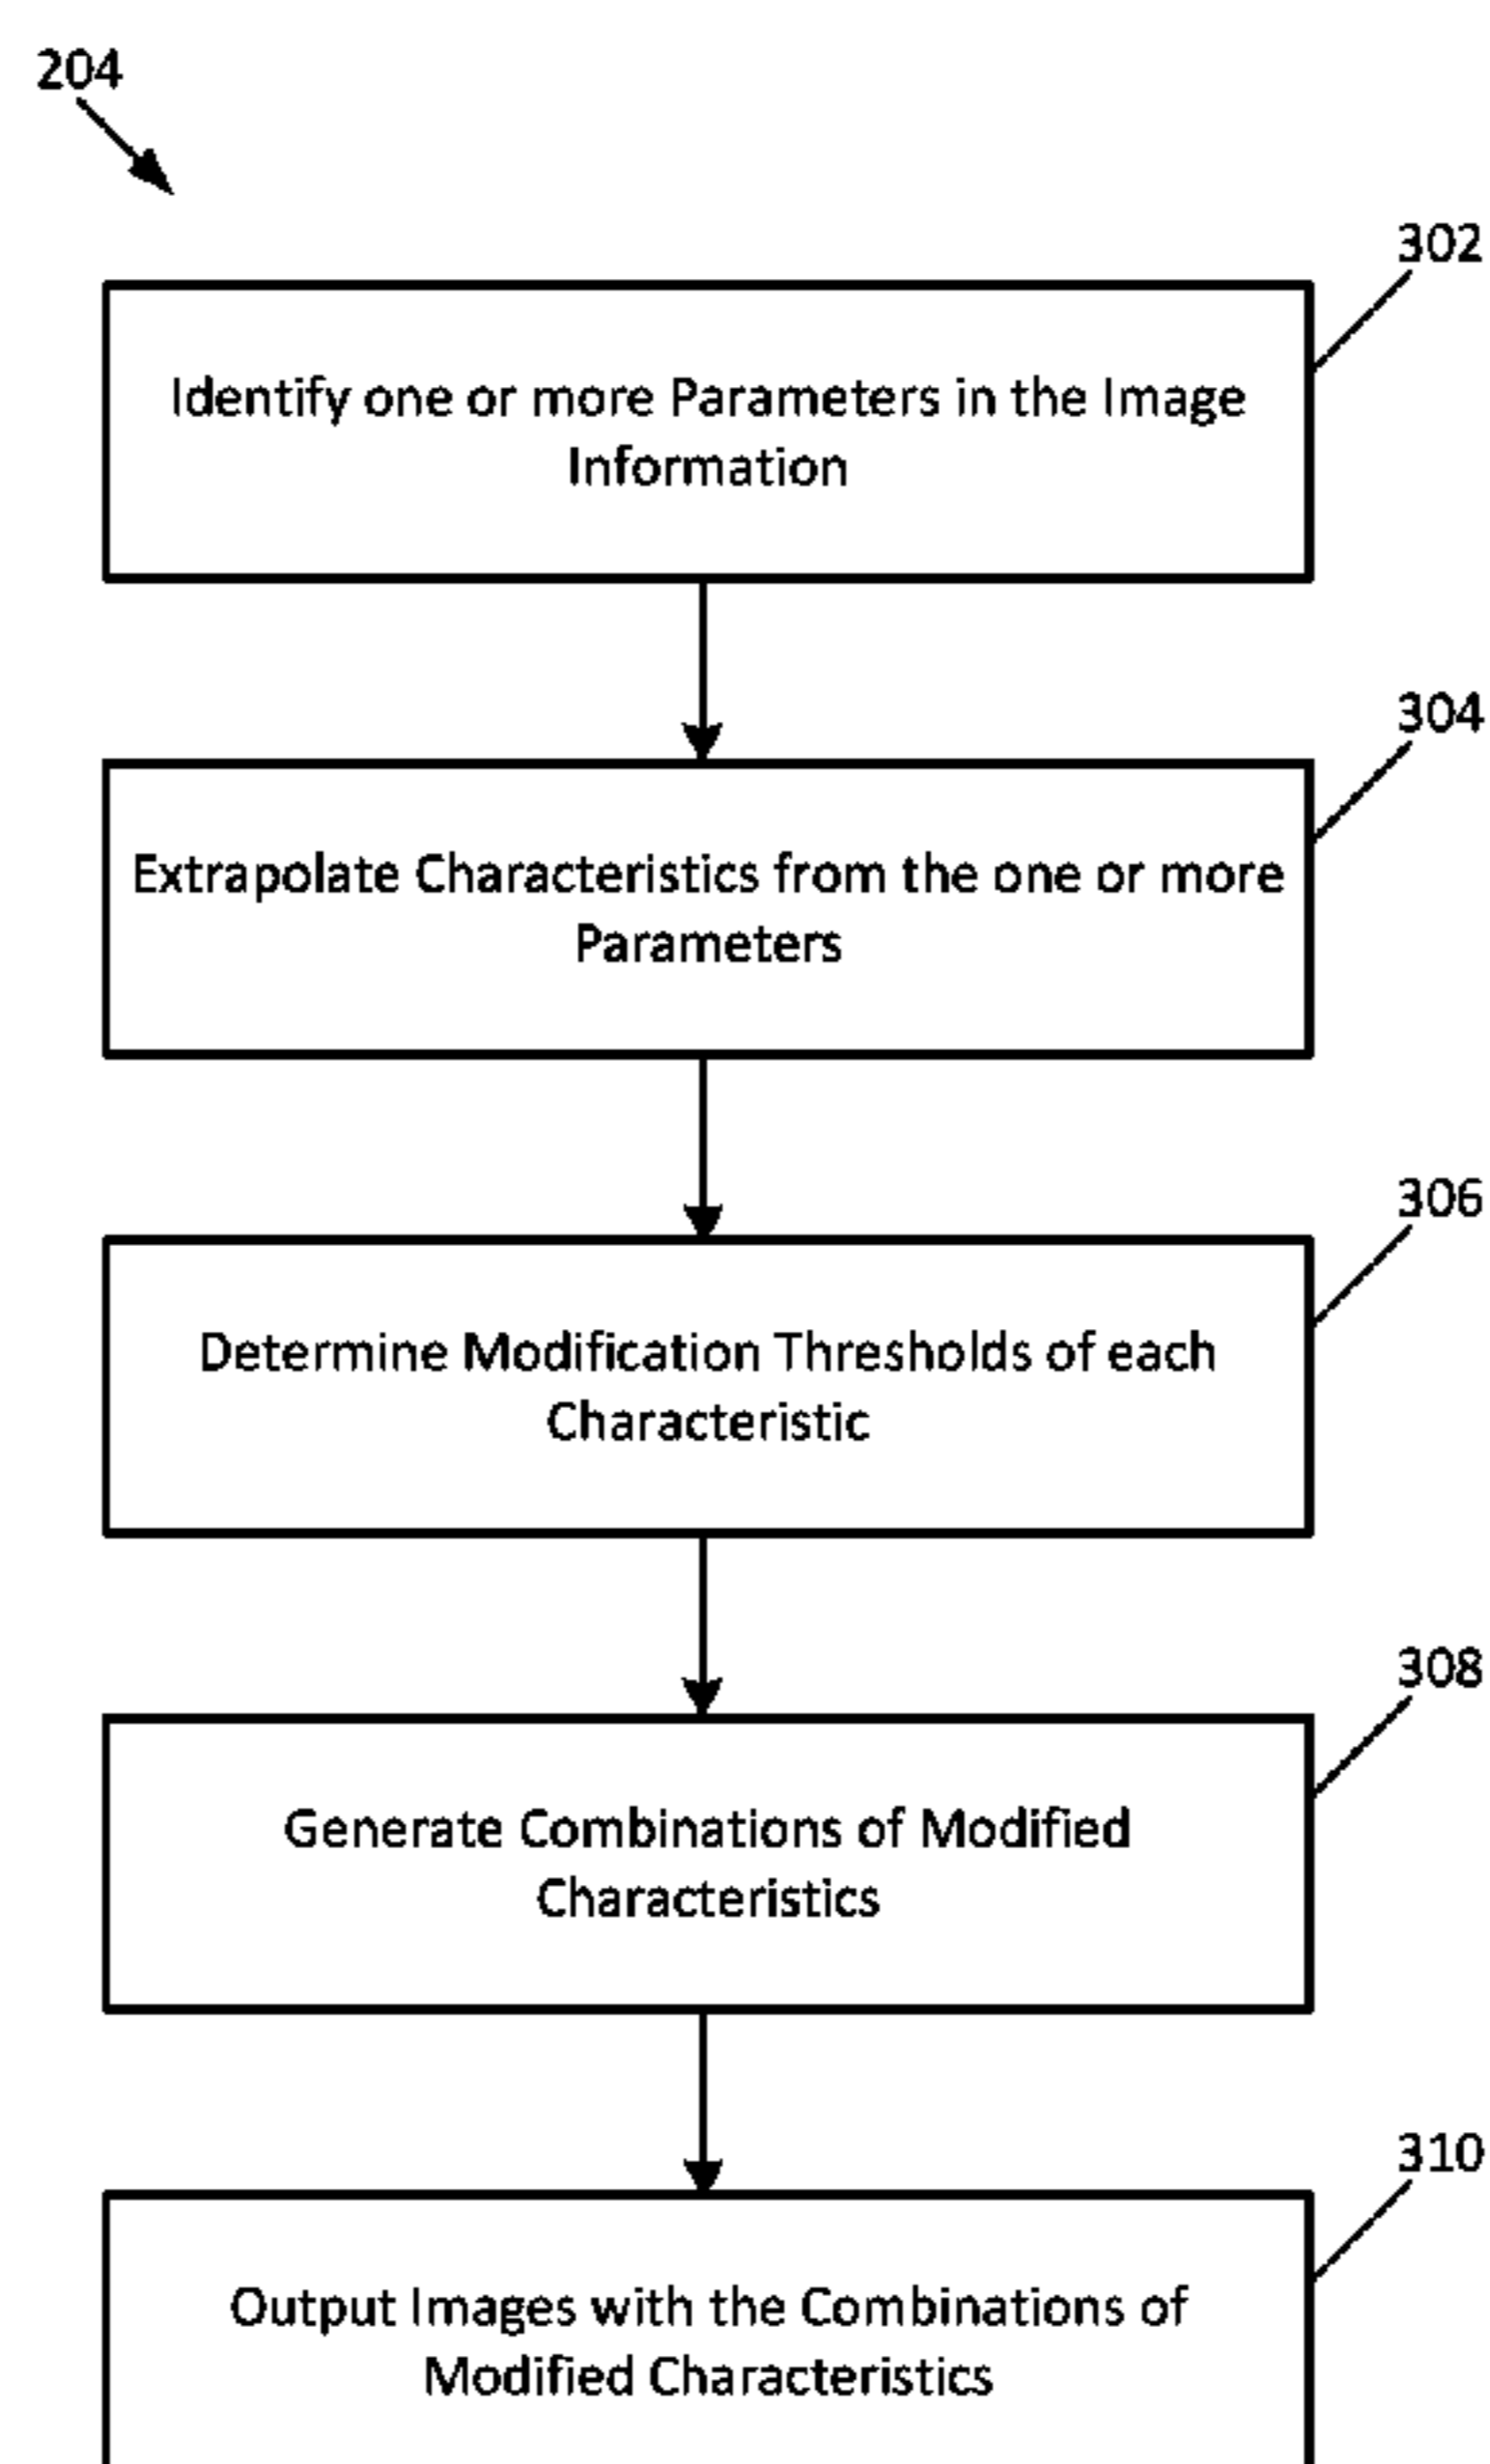 204
302
Identify one or more Parameters in the Image
Information
304
Extrapolate Characteristics from the one or more
Parameters
306
Determine Modification Thresholds of each
Characteristic
308
Generate Combinations of Modified
Characteristics
310
Output Images with the Combinations of
Modified Characteristics